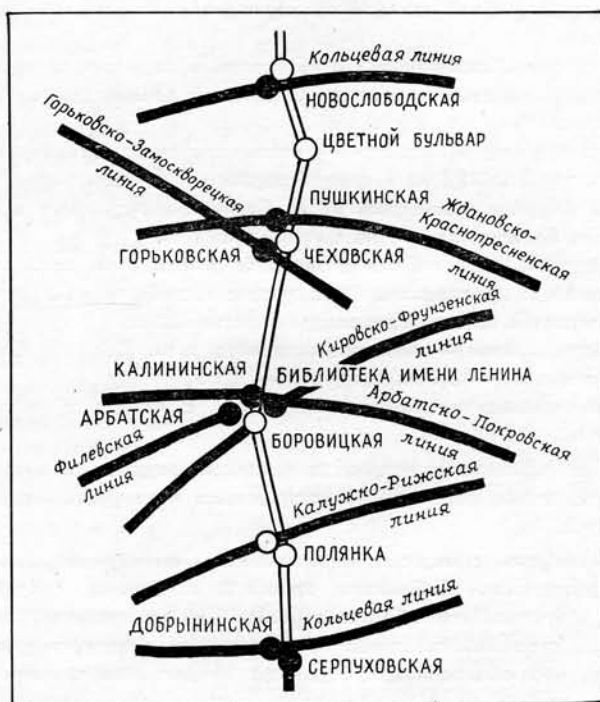 Кольцевая линия
НОВОСЛОБОДСКАЯ
Горьковско-Замоскворецкая
линия
ЦВЕТНОЙ БУЛЬВАР
ПУШКИНСКАЯ
Ждановско-
Краснопресненская
линия
ГОРЬКОВСКАЯ
ЧЕХОВСКАЯ
Кировско-Фрунзенская
линия
КАЛИНИНСКАЯ
БИБЛИОТЕКА ИМЕНИ ЛЕНИНА
АРБАТСКАЯ
Арбатско-Покровская
линия
Филевская
линия
БОРОВИЦКАЯ
Калужско-Рижская
линия
ПОЛЯНКА
ДОБРЫНИНСКАЯ
Кольцевая линия
СЕРПУХОВСКАЯ